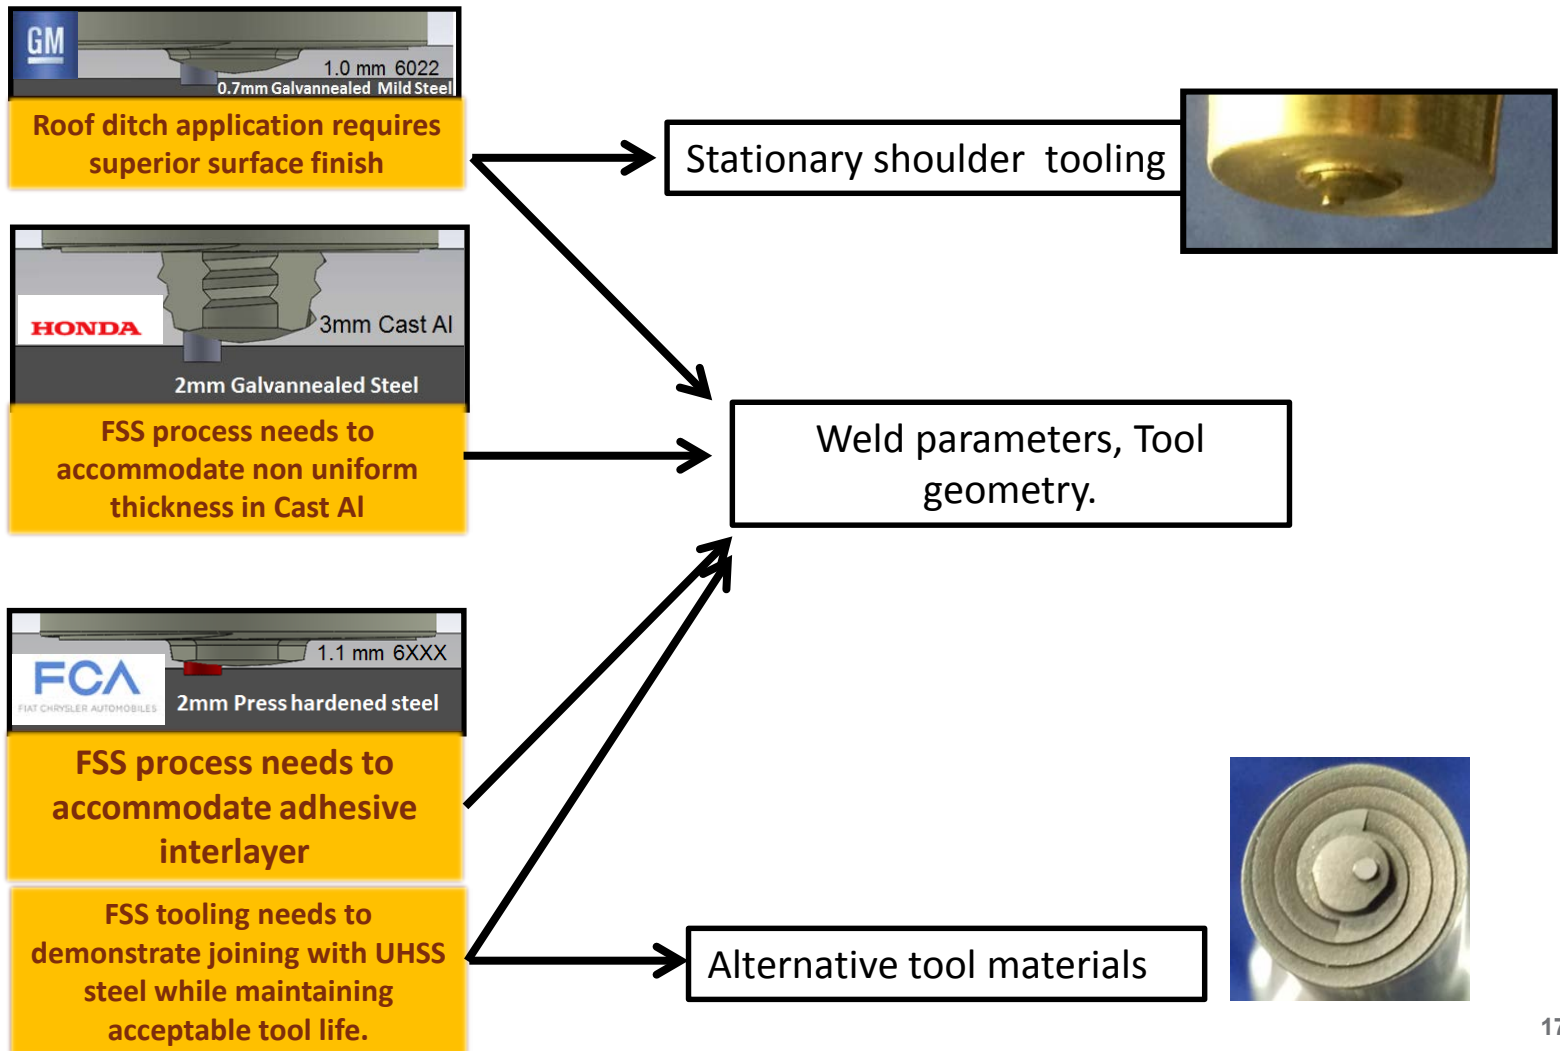 GM
1.0 mm 6022
0.7mm Galvannealed Mild Steel
Roof ditch application requires
superior surface finish
Stationary shoulder tooling
HONDA
3mm Cast Al
2mm Galvannealed Steel
FSS process needs to
accommodate non uniform
thickness in Cast Al
Weld parameters, Tool
geometry.
1.1 mm 6XXX
FCA
FIAT CHRYSLER AUTOMOBILES
2mm Press hardened steel
FSS process needs to
accommodate adhesive
interlayer
FSS tooling needs to
demonstrate joining with UHSS
steel while maintaining
acceptable tool life.
Alternative tool materials
17